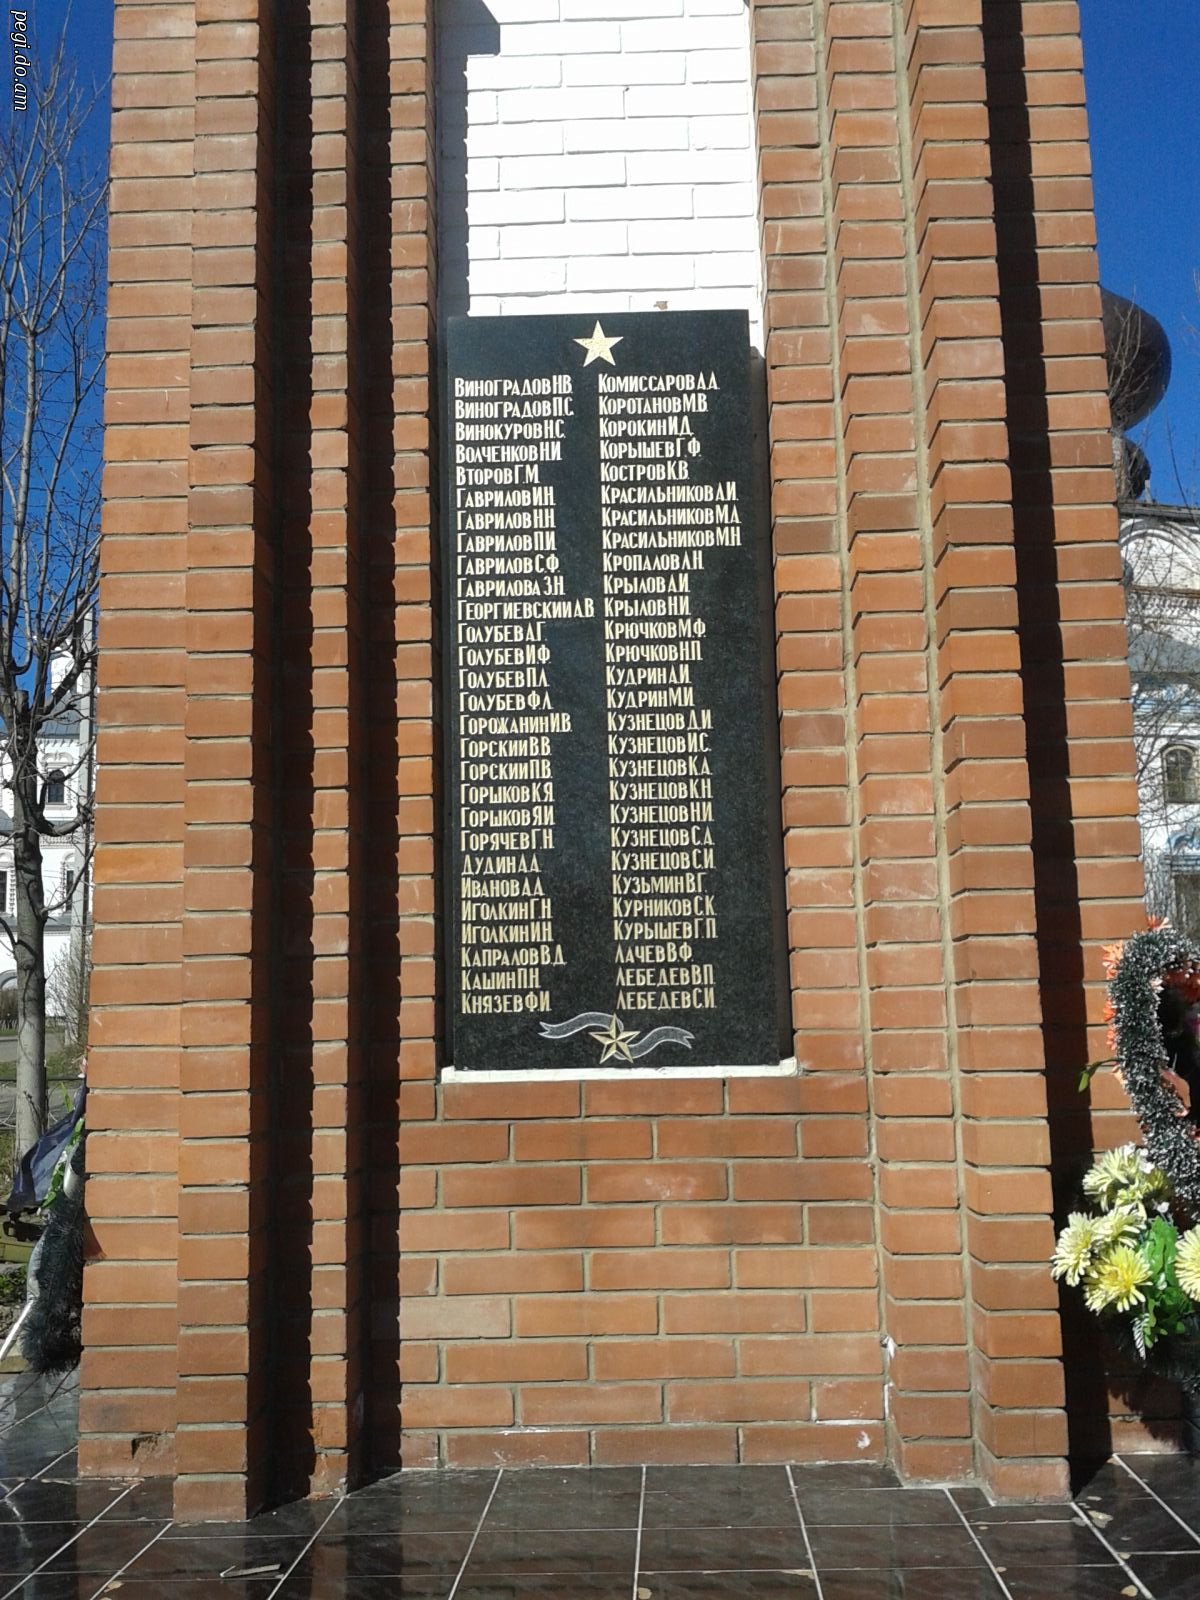 pegi.do.am
ВИНОГРАДОВ Н.В.
ВИНОГРАДОВ П.С.
ВИНОКУРОВ Н.С.
ВОЛЧЕНКОВ Н.И.
ВТОРОВ Г.М.
ГАВРИЛОВ И.Н.
ГАВРИЛОВ Н.Н.
ГАВРИЛОВ П.И.
ГАВРИЛОВ С.Ф.
ГАВРИЛОВА З.Н.
ГЕОРГИЕВСКИЙ А.В.
ГОЛУБЕВ А.Г.
ГОЛУБЕВ И.Ф.
ГОЛУБЕВ П.А.
ГОЛУБЕВ Ф.А.
ГОРОЖАНИН И.В.
ГОРСКИЙ В.В.
ГОРСКИЙ П.В.
ГОРЫКОВ К.Я.
ГОРЫКОВ Я.И.
ГОРЯЧЕВ Г.Н.
ДУДИН А.А.
ИВАНОВ А.А.
ИГОЛКИН Г.Н.
ИГОЛКИН И.Н.
КАПРАЛОВ В.Д.
КАШИН П.Н.
КНЯЗЕВ Ф.И.
КОМИССАРОВ А.А.
КОРОТАНОВ М.В.
КОРОКИН И.Д.
КОРЫШЕВ Г.Ф.
КОСТРОВ К.В.
КРАСИЛЬНИКОВ А.И.
КРАСИЛЬНИКОВ М.А.
КРАСИЛЬНИКОВ М.Н.
КРОПАЛОВ А.Н.
КРЫЛОВ А.И.
КРЫЛОВ Н.И.
КРЮЧКОВ М.Ф.
КРЮЧКОВ Н.П.
КУДРИН А.И.
КУДРИН М.И.
КУЗНЕЦОВ Д.И.
КУЗНЕЦОВ И.С.
КУЗНЕЦОВ К.А.
КУЗНЕЦОВ К.Н.
КУЗНЕЦОВ Н.И.
КУЗНЕЦОВ С.Д.
КУЗНЕЦОВ С.И.
КУЗЬМИН В.Г.
КУРНИКОВ С.К.
КУРЫШЕВ Г.П.
ЛАЧЕВ В.Ф.
ЛЕБЕДЕВ В.П.
ЛЕБЕДЕВ С.И.